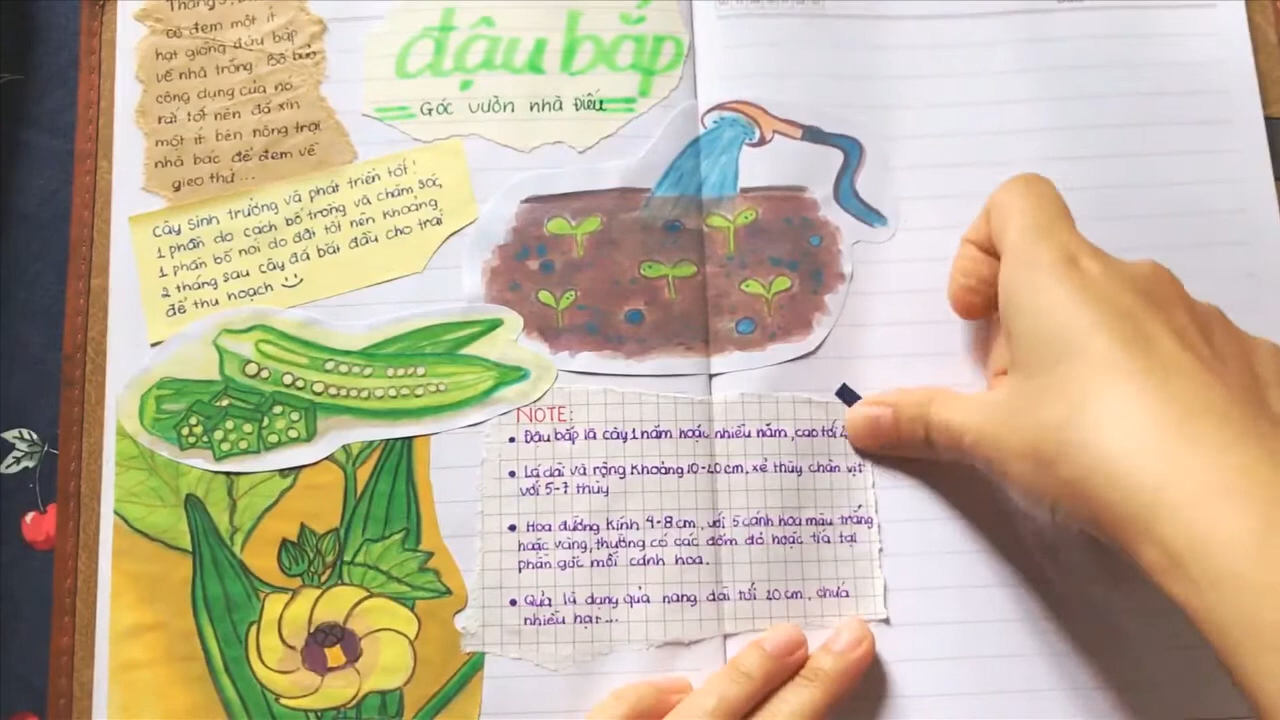 Tháng 3,
có đem một ít
hạt giống đậu bắp
về nhà trồng. Bố bảo
công dụng của nó
rất tốt nên đã xin
một ít bên nông trại
nhà bác để đem về
gieo thử...
đậu bắp
Góc vườn nhà Điều
cây sinh trưởng và phát triển tốt!
1 phần do cách bố trồng và chăm sóc,
1 phần bố nói do đất tốt nên khoảng
2 tháng sau cây đã bắt đầu cho trái
để thu hoạch
NOTE:
• Đậu bắp là cây 1 năm hoặc nhiều năm, cao tới 2
• Lá dài và rộng khoảng 10-20cm, xẻ thùy chân vịt
với 5-7 thùy
• Hoa đường kính 4-8cm, với 5 cánh hoa màu trắng
hoặc vàng, thường có các đốm đỏ hoặc tía tại
phần gốc mỗi cánh hoa.
• Quả là dạng quả nang dài tới 20cm, chứa
nhiều hạt...